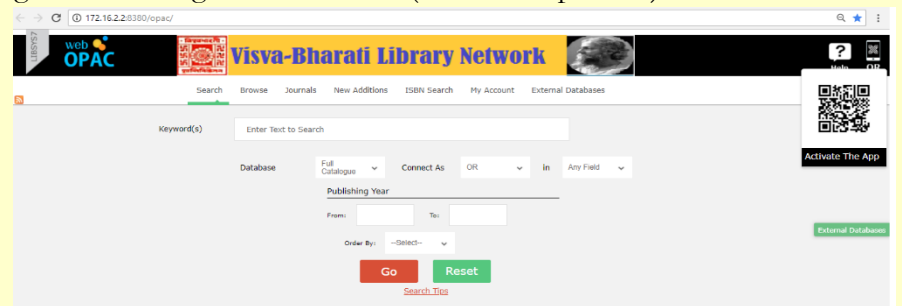 172.16.2.2:8380/opac/
LIBSYS7
web OPAC
Visva-Bharati Library Network
Help
QR
Search Browse Journals New Additions ISBN Search My Account External Databases
Keyword(s) Enter Text to Search
Activate The App
Database Full Catalogue Connect As OR in Any Field
Publishing Year
From: To:
External Databases
Order By: --Select--
Go Reset
Search Tips